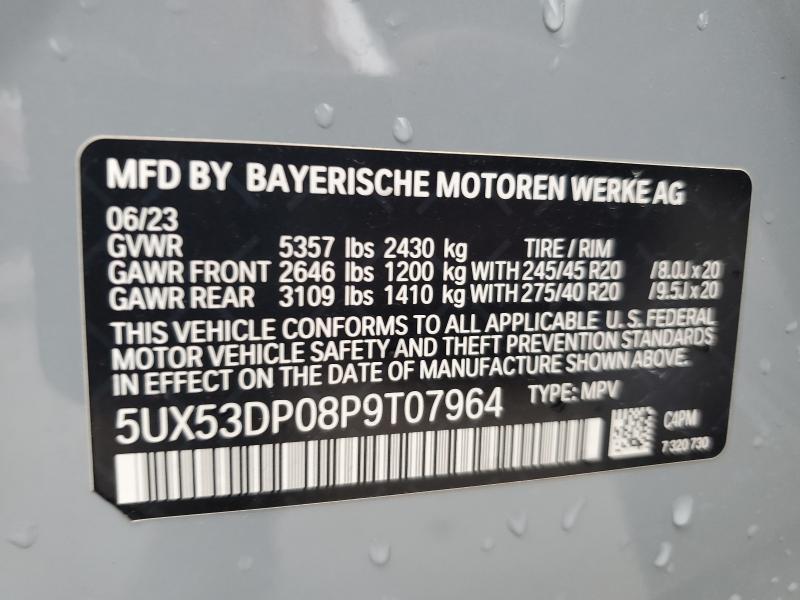 MFD BY BAYERISCHE MOTOREN WERKE AG
06/23
GVWR 5357 lbs 2430 kg TIRE / RIM
GAWR FRONT 2646 lbs 1200 kg WITH 245/45 R20 /8.0J x 20
GAWR REAR 3109 lbs 1410 kg WITH 275/40 R20 /9.5J x 20
THIS VEHICLE CONFORMS TO ALL APPLICABLE U.S. FEDERAL
MOTOR VEHICLE SAFETY AND THEFT PREVENTION STANDARDS
IN EFFECT ON THE DATE OF MANUFACTURE SHOWN ABOVE.
5UX53DP08P9T07964 TYPE: MPV
C4PM
7 320 730